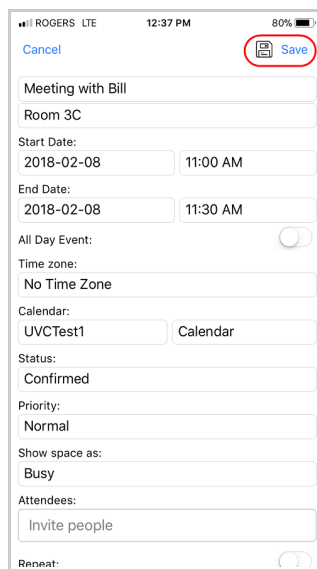 ROGERS LTE 12:37 PM 80%
Cancel Save
Meeting with Bill
Room 3C
Start Date:
2018-02-08 11:00 AM
End Date:
2018-02-08 11:30 AM
All Day Event:
Time zone:
No Time Zone
Calendar:
UVCTest1 Calendar
Status:
Confirmed
Priority:
Normal
Show space as:
Busy
Attendees:
Invite people
Repeat: